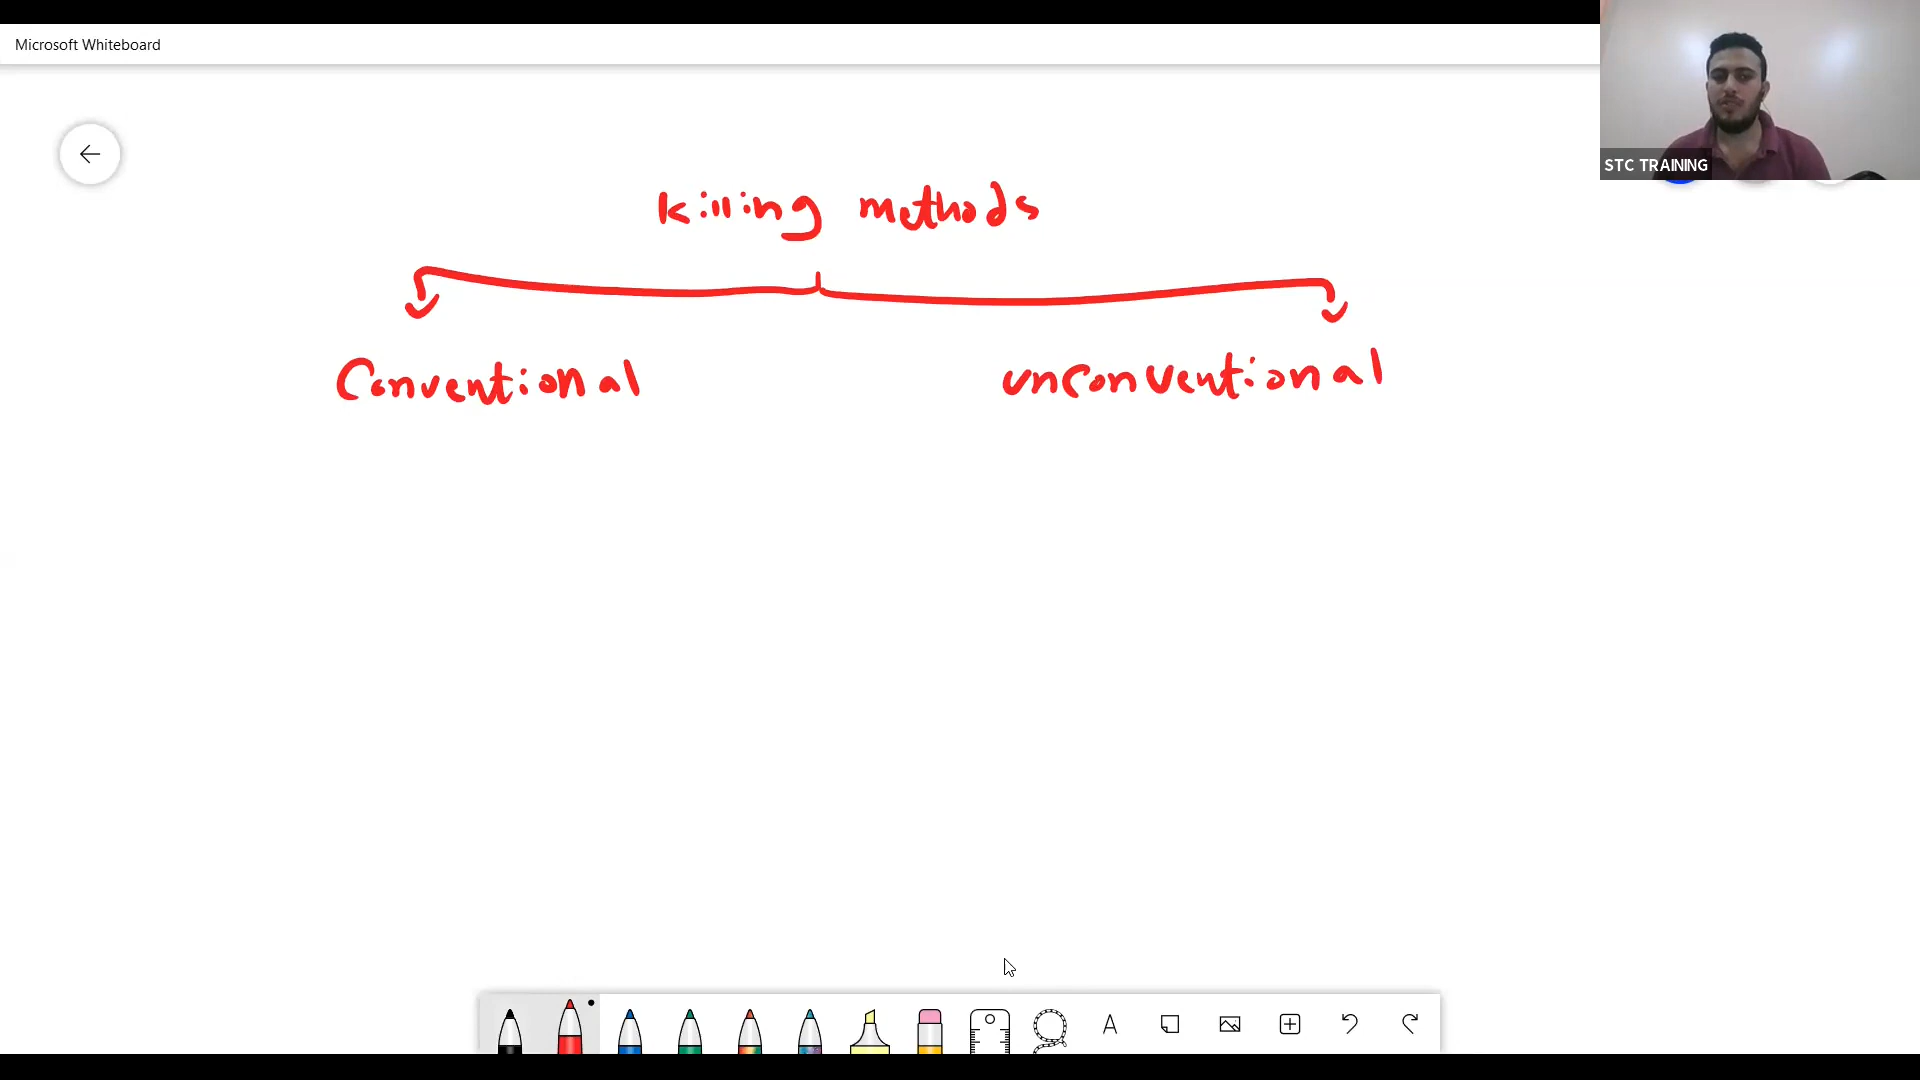 Microsoft Whiteboard
STC TRAINING
killing methods
Conventional
unconventional